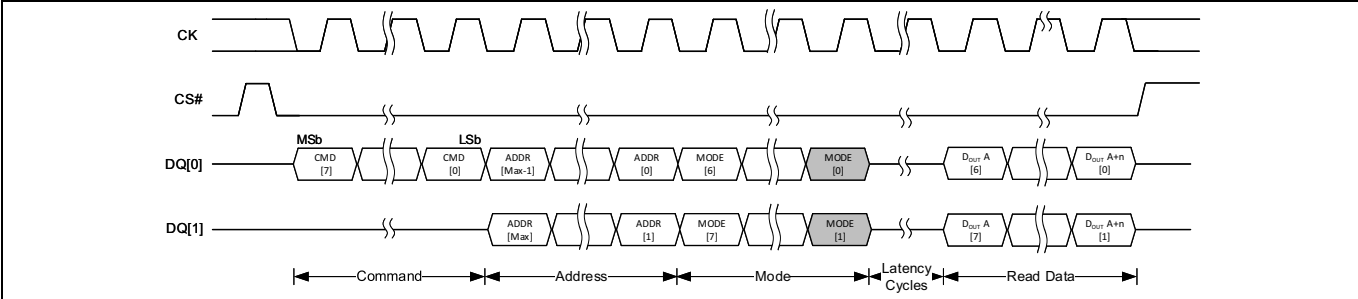 CK
CS#
MSb LSb
DQ[0] CMD [7] CMD [0] ADDR [Max-1] ADDR [0] MODE [6] MODE [0] DOUT A [6] DOUT A+n [0]
DQ[1] ADDR [Max] ADDR [1] MODE [7] MODE [1] DOUT A [7] DOUT A+n [1]
Command Address Mode Latency Cycles Read Data